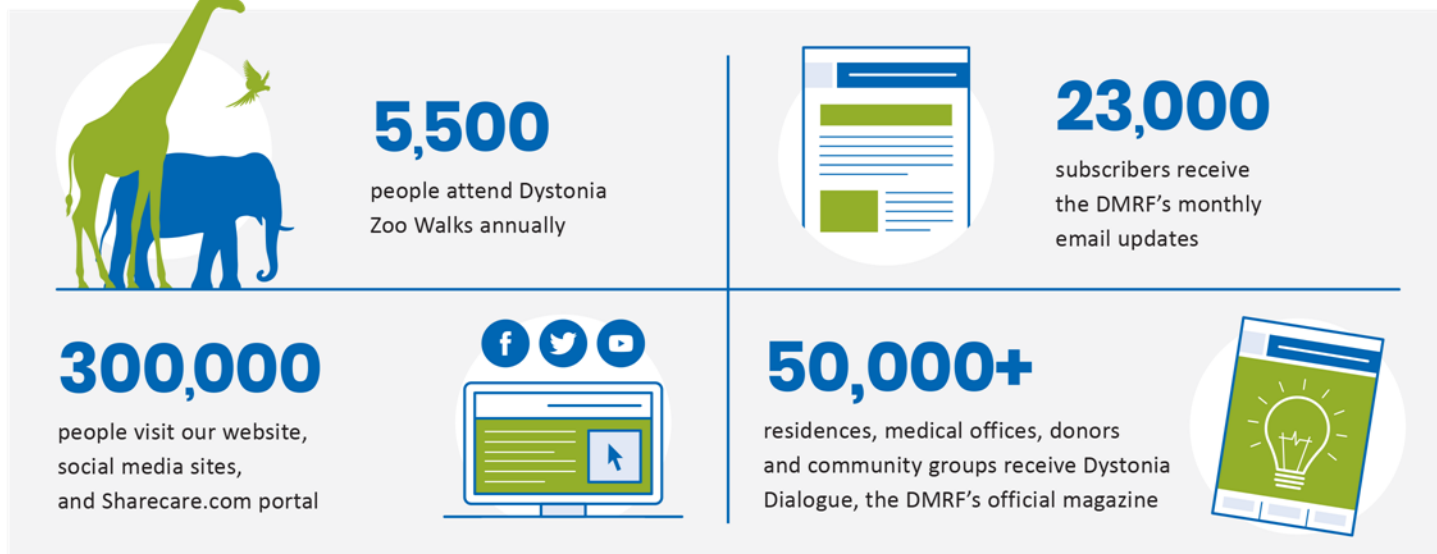 5,500
people attend Dystonia
Zoo Walks annually
23,000
subscribers receive
the DMRF’s monthly
email updates
300,000
people visit our website,
social media sites,
and Sharecare.com portal
50,000+
residences, medical offices, donors
and community groups receive Dystonia
Dialogue, the DMRF’s official magazine